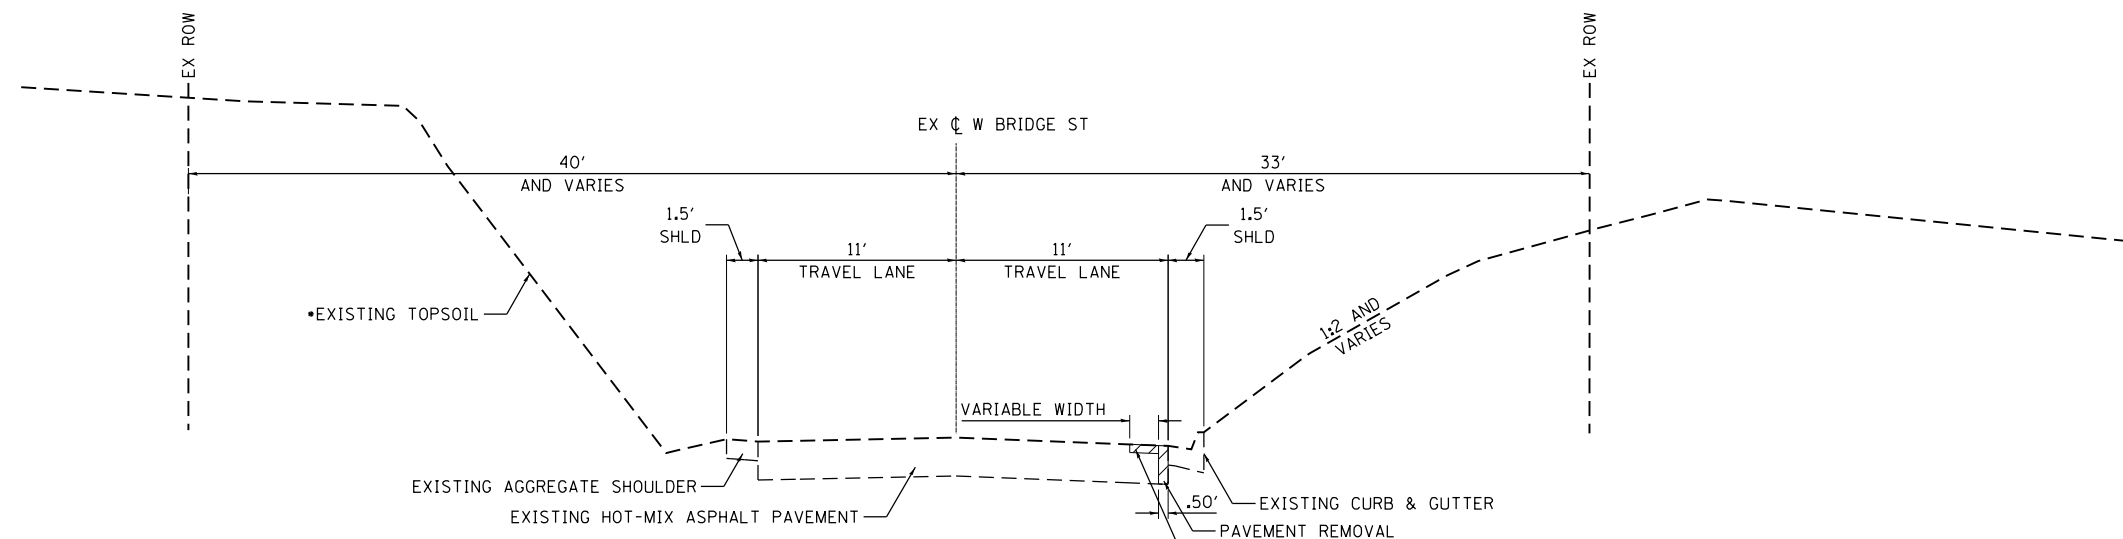 EX ROW
EX ROW
EX ℄ W BRIDGE ST
40'
AND VARIES
33'
AND VARIES
1.5'
SHLD
1.5'
SHLD
11'
TRAVEL LANE
11'
TRAVEL LANE
*EXISTING TOPSOIL
1:2 AND
VARIES
VARIABLE WIDTH
EXISTING AGGREGATE SHOULDER
EXISTING HOT-MIX ASPHALT PAVEMENT
.50'
EXISTING CURB & GUTTER
PAVEMENT REMOVAL